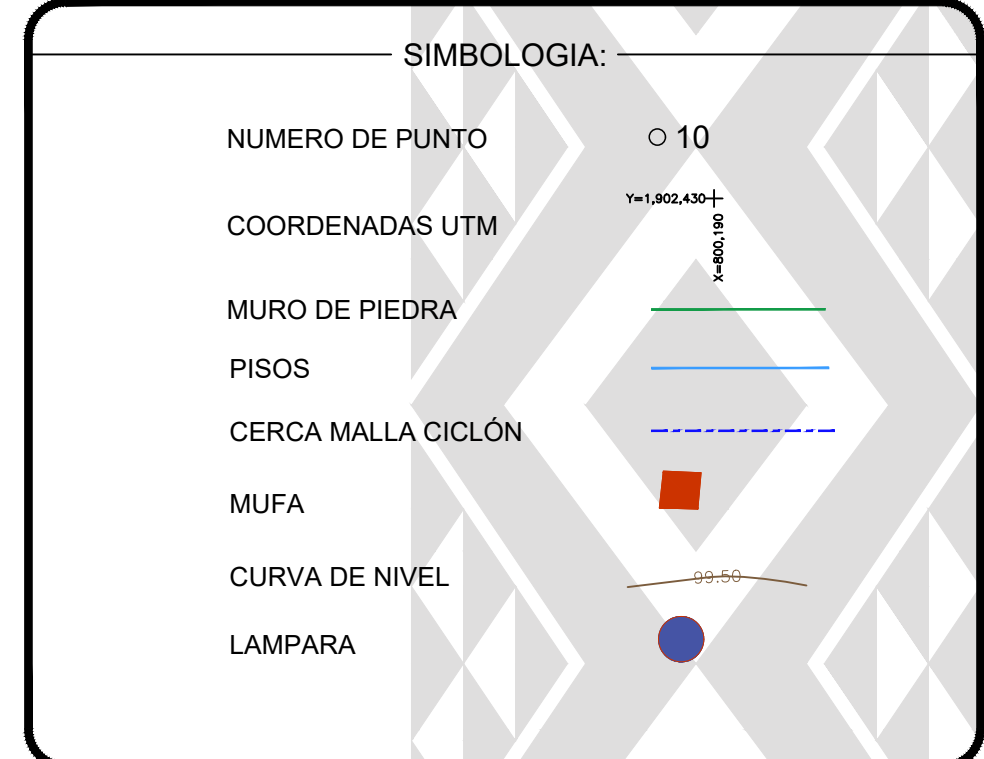 SIMBOLOGIA:
NUMERO DE PUNTO
10
COORDENADAS UTM
Y=1,902,430
X=800,190
MURO DE PIEDRA
PISOS
CERCA MALLA CICLÓN
MUFA
CURVA DE NIVEL
99.50
LAMPARA